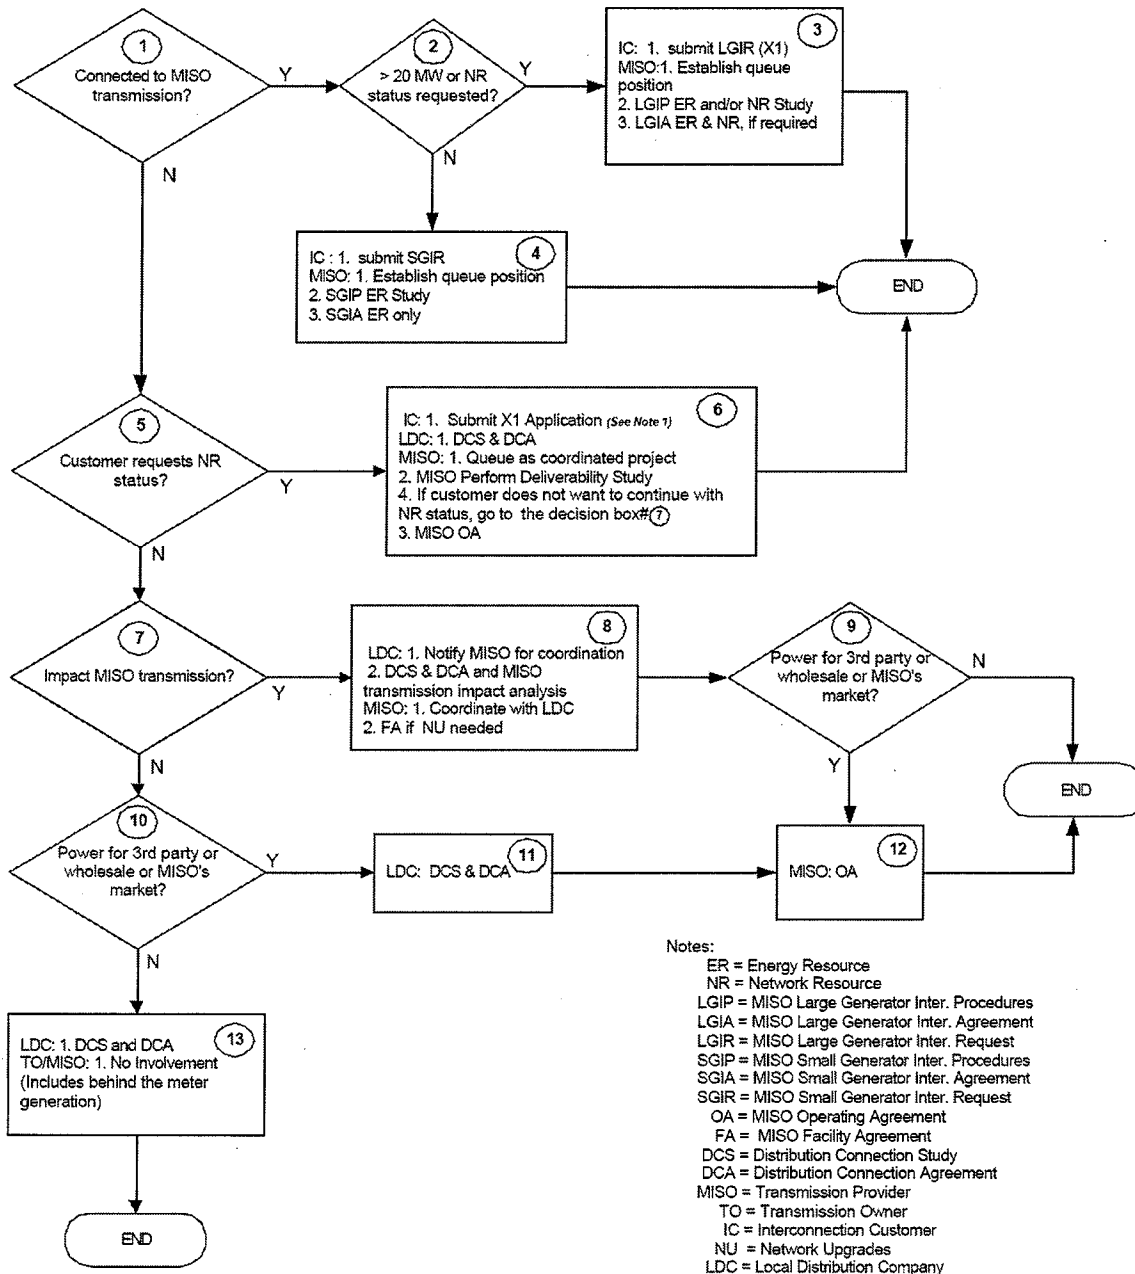 1
Connected to MISO
transmission?
Y
N
2
> 20 MW or NR
status requested?
Y
N
3
IC: 1. submit LGIR (X1)
MISO:1. Establish queue
position
2. LGIP ER and/or NR Study
3. LGIA ER & NR, if required
4
IC : 1. submit SGIR
MISO: 1. Establish queue position
2. SGIP ER Study
3. SGIA ER only
END
5
Customer requests NR
status?
Y
N
6
IC: 1. Submit X1 Application (See Note 1)
LDC: 1. DCS & DCA
MISO: 1. Queue as coordinated project
2. MISO Perform Deliverability Study
4. If customer does not want to continue with
NR status, go to the decision box# 7
3. MISO OA
7
Impact MISO transmission?
Y
N
8
LDC: 1. Notify MISO for coordination
2. DCS & DCA and MISO
transmission impact analysis
MISO: 1. Coordinate with LDC
2. FA if NU needed
9
Power for 3rd party or
wholesale or MISO's
market?
N
Y
END
10
Power for 3rd party or
wholesale or MISO's
market?
Y
N
11
LDC: DCS & DCA
12
MISO: OA
13
LDC: 1. DCS and DCA
TO/MISO: 1. No Involvement
(Includes behind the meter
generation)
END
Notes:
ER = Energy Resource
NR = Network Resource
LGIP = MISO Large Generator Inter. Procedures
LGIA = MISO Large Generator Inter. Agreement
LGIR = MISO Large Generator Inter. Request
SGIP = MISO Small Generator Inter. Procedures
SGIA = MISO Small Generator Inter. Agreement
SGIR = MISO Small Generator Inter. Request
OA = MISO Operating Agreement
FA = MISO Facility Agreement
DCS = Distribution Connection Study
DCA = Distribution Connection Agreement
MISO = Transmission Provider
TO = Transmission Owner
IC = Interconnection Customer
NU = Network Upgrades
LDC = Local Distribution Company